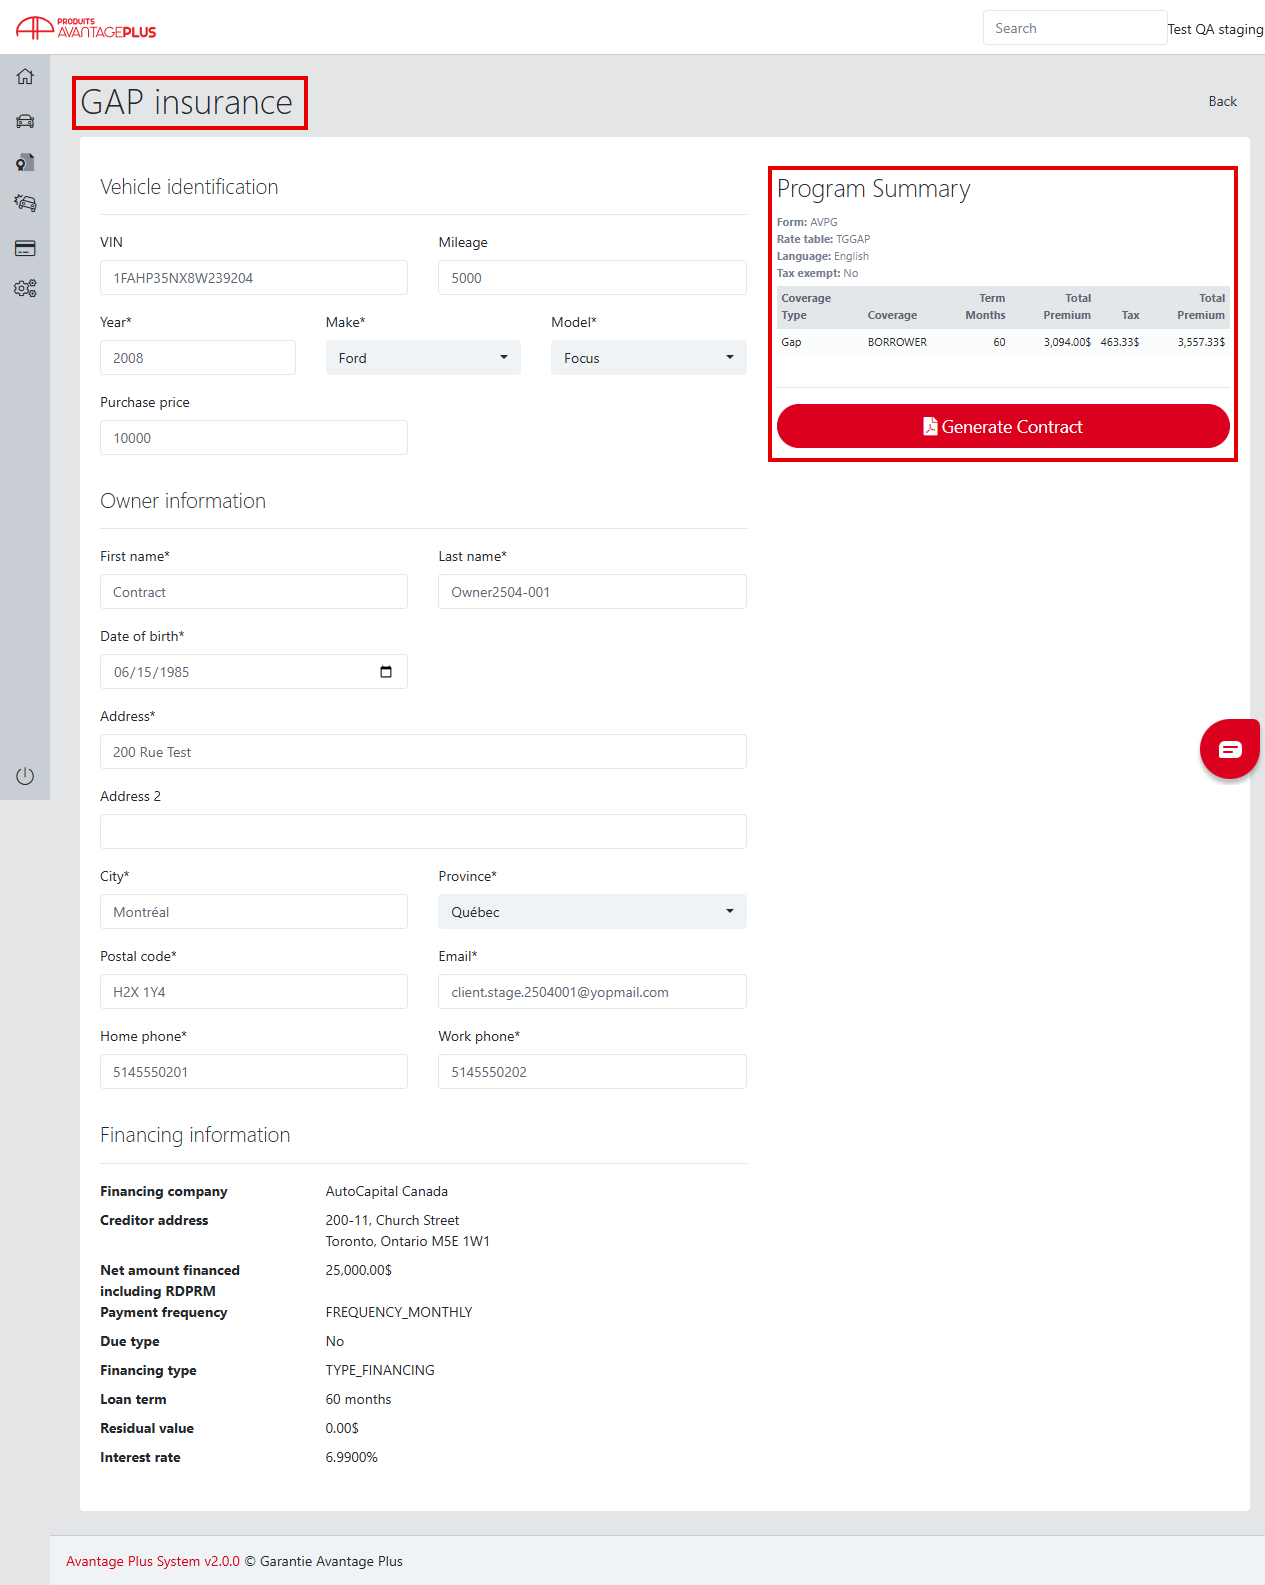 PRODUITS
AVANTAGEPLUS
Search
Test QA staging
GAP insurance
Back
Vehicle identification
VIN
Mileage
1FAHP35NX8W239204
5000
Year*
Make*
Model*
2008
Ford
Focus
Purchase price
10000
Owner information
First name*
Last name*
Contract
Owner2504-001
Date of birth*
06/15/1985
Address*
200 Rue Test
Address 2
City*
Province*
Montréal
Québec
Postal code*
Email*
H2X 1Y4
client.stage.2504001@yopmail.com
Home phone*
Work phone*
5145550201
5145550202
Financing information
Financing company AutoCapital Canada
Creditor address 200-11, Church Street
Toronto, Ontario M5E 1W1
Net amount financed 25,000.00$
including RDPRM
Payment frequency FREQUENCY_MONTHLY
Due type No
Financing type TYPE_FINANCING
Loan term 60 months
Residual value 0.00$
Interest rate 6.9900%
Program Summary
Form: AVPG
Rate table: TGGAP
Language: English
Tax exempt: No
Coverage Term Total Total
Type Coverage Months Premium Tax Premium
Gap BORROWER 60 3,094.00$ 463.33$ 3,557.33$
Generate Contract
Avantage Plus System v2.0.0 © Garantie Avantage Plus